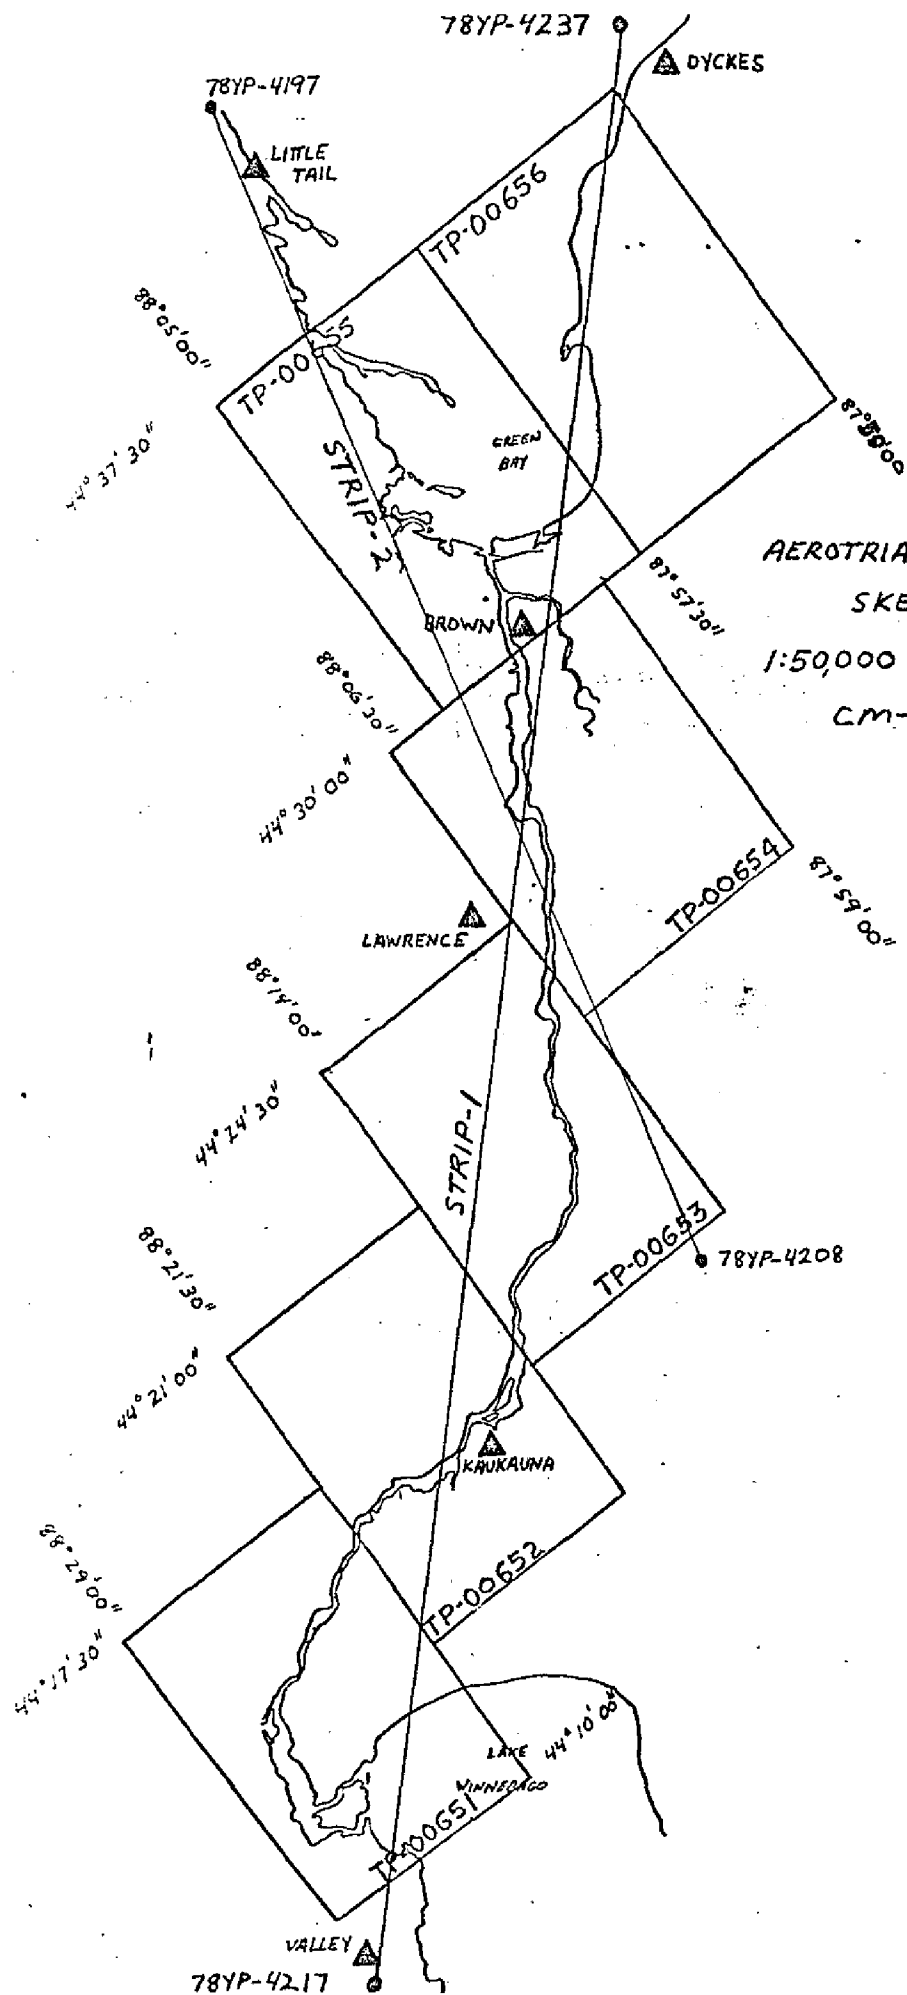 78YP-4237
DYCKES
78YP-4197
LITTLE
TAIL
TP-00656
88°05'00"
TP-00
44°37'30"
STRIP-2
GREEN
BAY
AEROTRIA
SKE
1:50,000
CM-
87°57'30"
BROWN
88°06'30"
44°30'00"
TP-00654
87°59'00"
LAWRENCE
88°14'00"
44°24'30"
STRIP-1
TP-00653
78YP-4208
88°21'30"
44°21'00"
KAUKAUNA
TP-00652
88°29'00"
44°17'30"
44°10'00"
LAKE
WINNEBAGO
TP-00651
VALLEY
78YP-4217